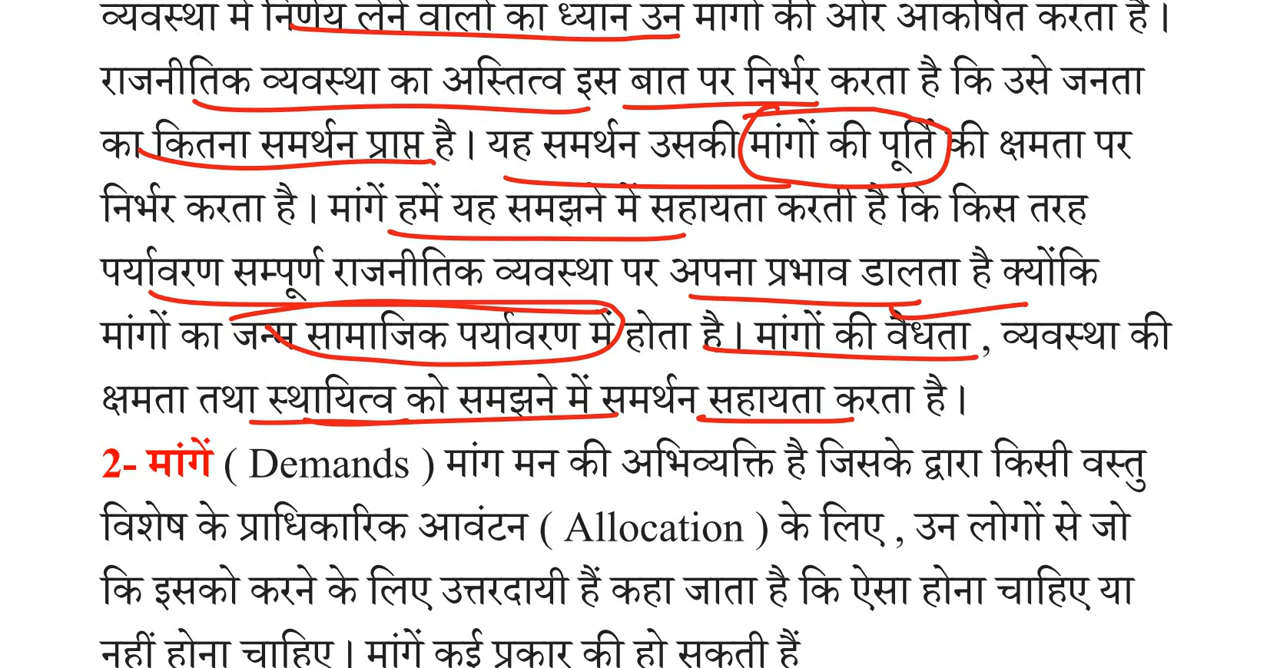 व्यवस्था में निर्णय लेने वालों का ध्यान उन मांगों की ओर आकर्षित करता है।
राजनीतिक व्यवस्था का अस्तित्व इस बात पर निर्भर करता है कि उसे जनता
का कितना समर्थन प्राप्त है। यह समर्थन उसकी मांगों की पूर्ति की क्षमता पर
निर्भर करता है। मांगें हमें यह समझने में सहायता करती है कि किस तरह
पर्यावरण सम्पूर्ण राजनीतिक व्यवस्था पर अपना प्रभाव डालता है क्योंकि
मांगों का जन्म सामाजिक पर्यावरण में होता है। मांगों की वैधता , व्यवस्था की
क्षमता तथा स्थायित्व को समझने में समर्थन सहायता करता है।
2- मांगें ( Demands ) मांग मन की अभिव्यक्ति है जिसके द्वारा किसी वस्तु
विशेष के प्राधिकारिक आवंटन ( Allocation ) के लिए , उन लोगों से जो
कि इसको करने के लिए उत्तरदायी हैं कहा जाता है कि ऐसा होना चाहिए या
नहीं होना चाहिए। मांगें कई प्रकार की हो सकती हैं